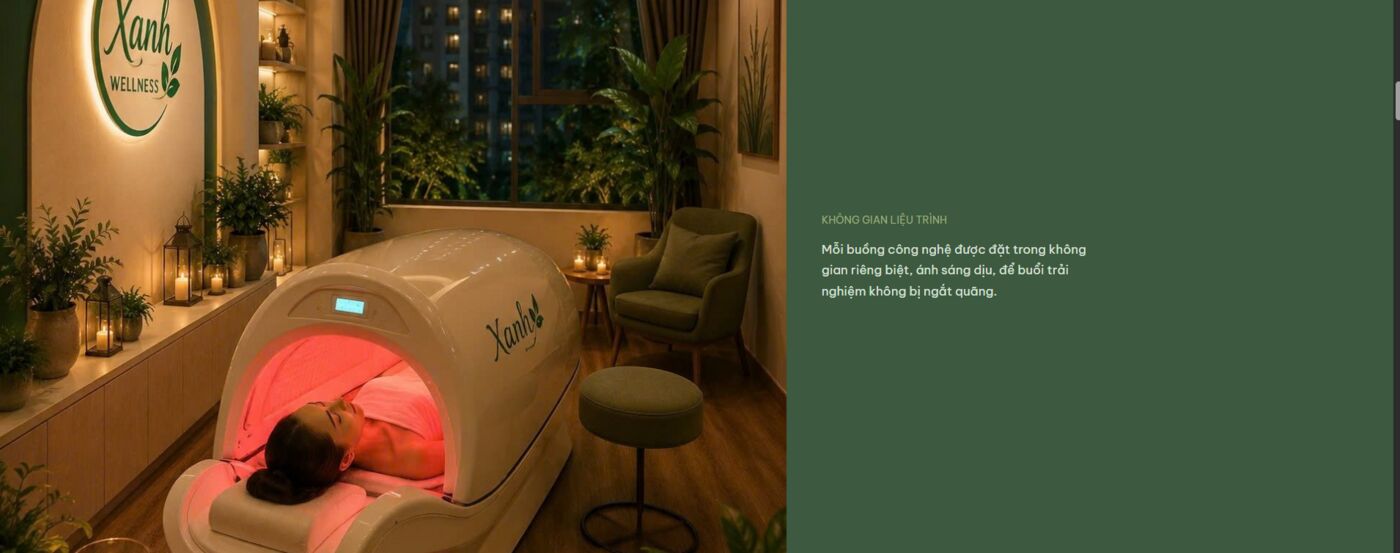 Xanh
WELLNESS
Xanh
KHÔNG GIAN LIỆU TRÌNH
Mỗi buồng công nghệ được đặt trong không
gian riêng biệt, ánh sáng dịu, để buổi trải
nghiệm không bị ngắt quãng.